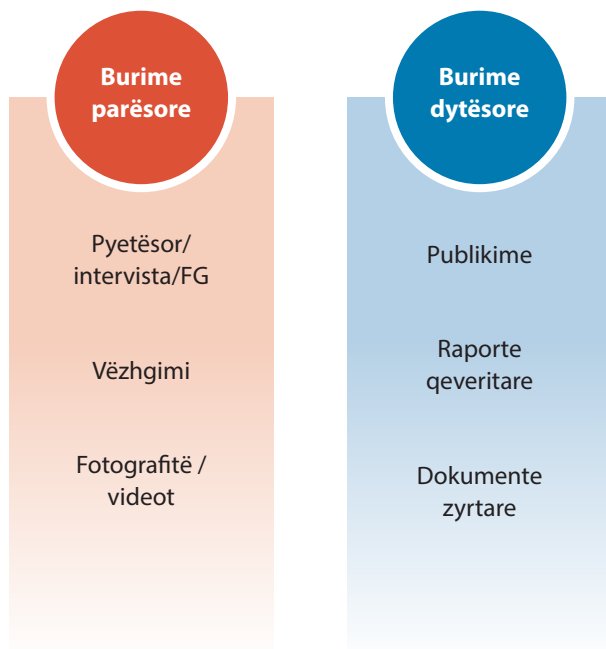 Burime
parësore
Pyetësor/
intervista/FG
Vëzhgimi
Fotografitë /
videot
Burime
dytësore
Publikime
Raporte
qeveritare
Dokumente
zyrtare